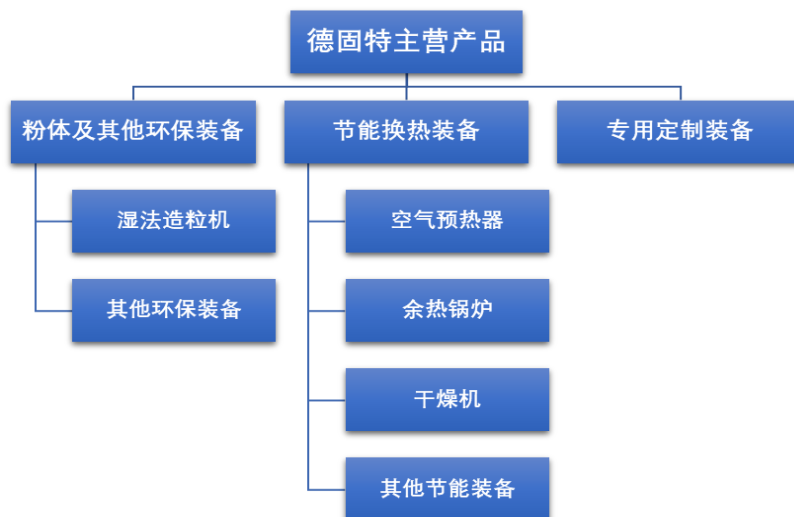 德固特主营产品
粉体及其他环保装备
节能换热装备
专用定制装备
湿法造粒机
其他环保装备
空气预热器
余热锅炉
干燥机
其他节能装备